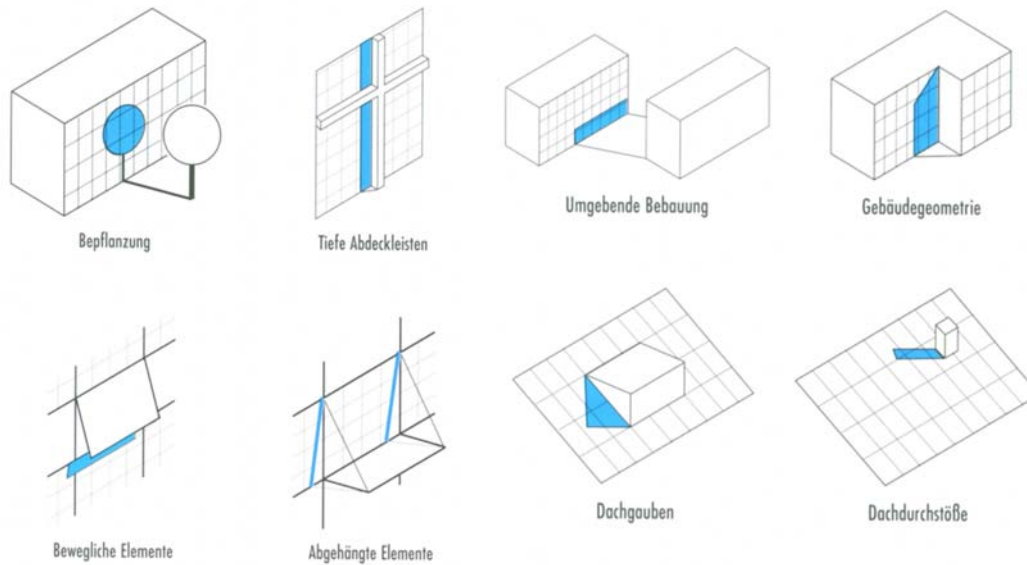 Bepflanzung
Tiefe Abdeckleisten
Umgebende Bebauung
Gebäudegeometrie
Bewegliche Elemente
Abgehängte Elemente
Dachgauben
Dachdurchstöße